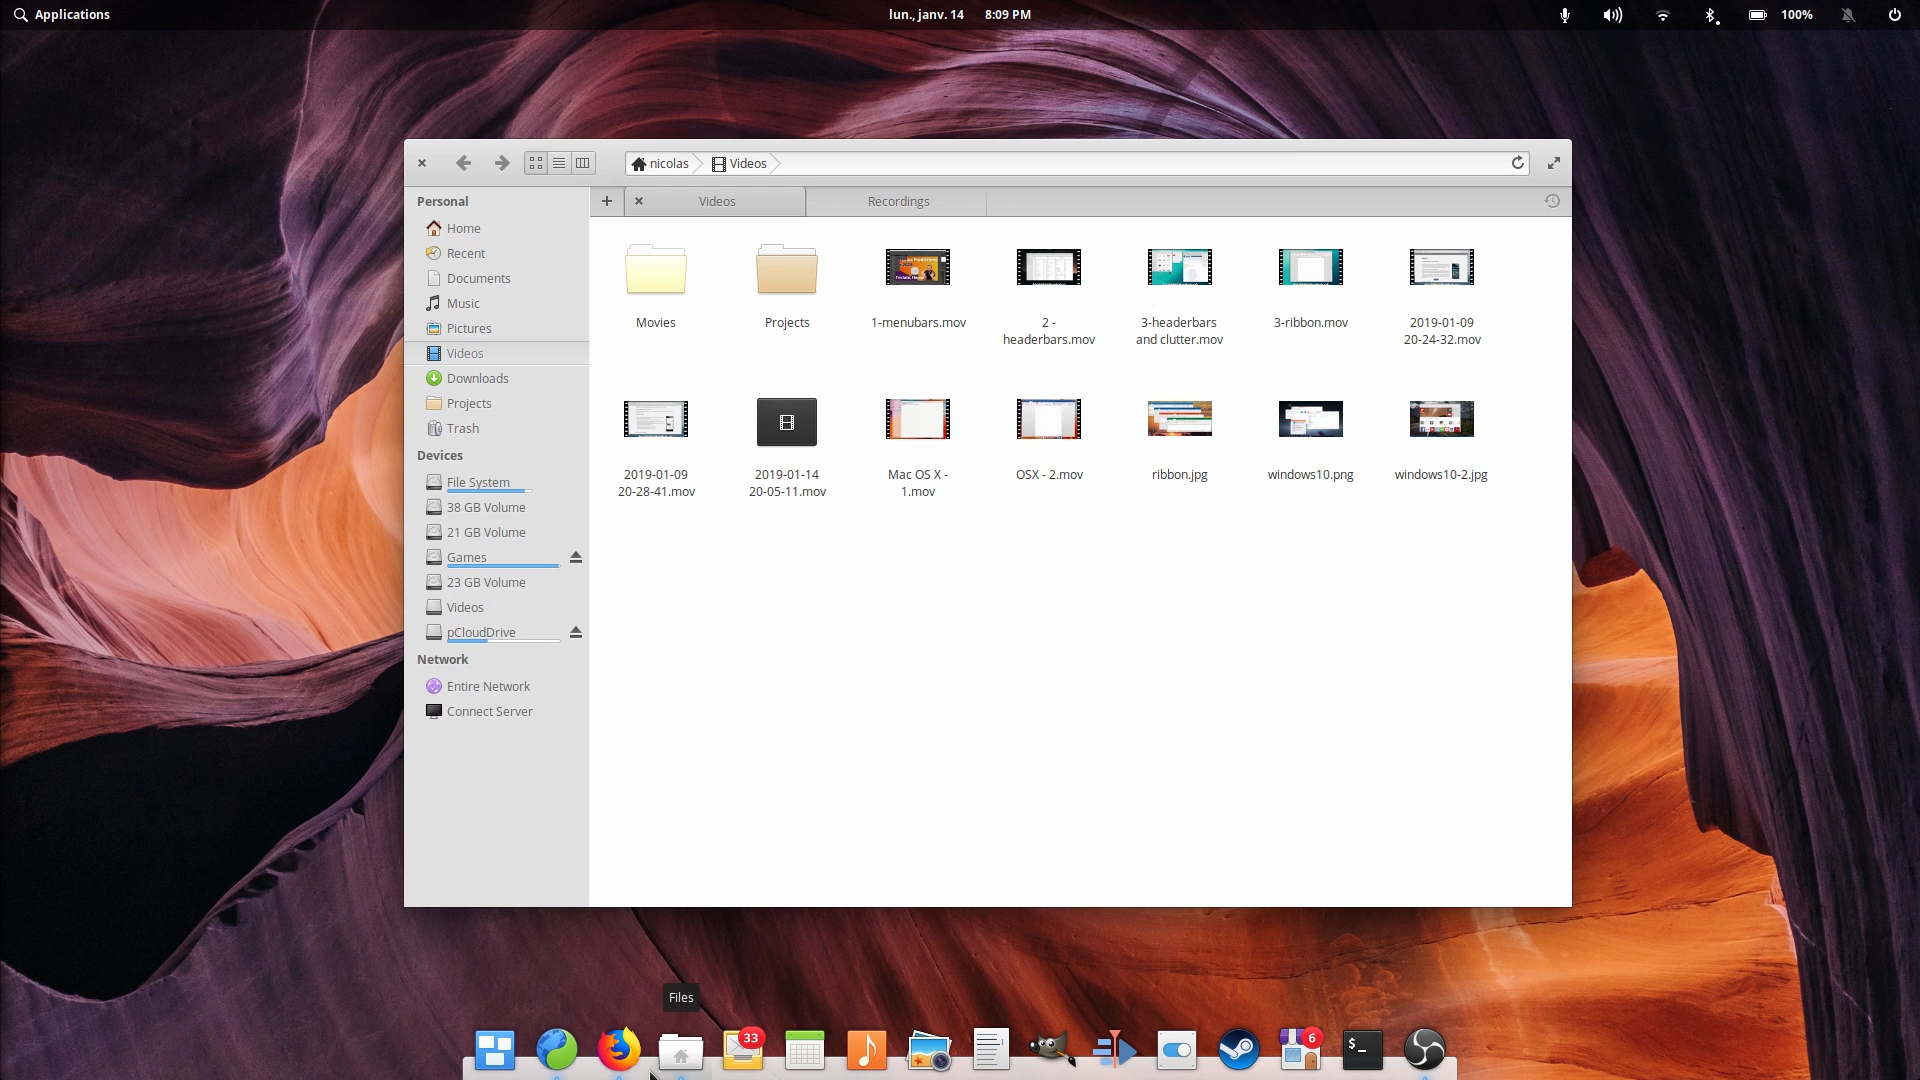 Applications
lun., janv. 14 8:09 PM
100%
nicolas Videos
Videos Recordings
Personal
Home
Recent
Documents
Music
Pictures
Videos
Downloads
Projects
Trash
Devices
File System
38 GB Volume
21 GB Volume
Games
23 GB Volume
Videos
pCloudDrive
Network
Entire Network
Connect Server
Movies
Projects
1-menubars.mov
2 -
headerbars.mov
3-headerbars
and clutter.mov
3-ribbon.mov
2019-01-09
20-24-32.mov
2019-01-09
20-28-41.mov
2019-01-14
20-05-11.mov
Mac OS X -
1.mov
OSX - 2.mov
ribbon.jpg
windows10.png
windows10-2.jpg
Files
33
6
$_